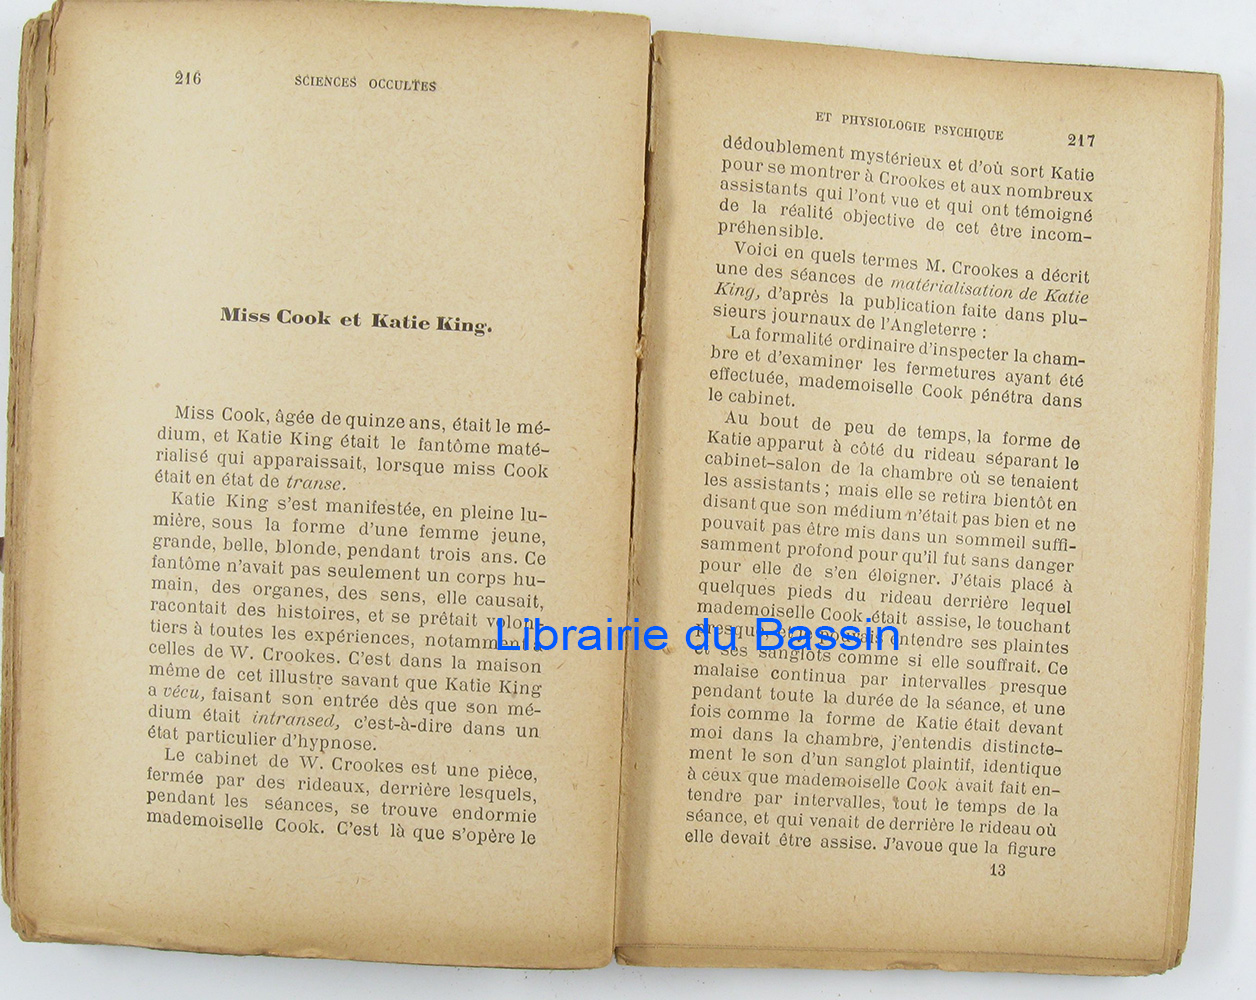 216
SCIENCES OCCULTES
Miss Cook et Katie King.
Miss Cook, âgée de quinze ans, était le mé-
dium, et Katie King était le fantôme maté-
rialisé qui apparaissait, lorsque miss Cook
était en état de transe.
Katie King s'est manifestée, en pleine lu-
mière, sous la forme d'une femme jeune,
grande, belle, blonde, pendant trois ans. Ce
fantôme n'avait pas seulement un corps hu-
main, des organes, des sens, elle causait,
racontait des histoires, et se prêtait volon-
tiers à toutes les expériences, notamment à
celles de W. Crookes. C'est dans la maison
même de cet illustre savant que Katie King
a vécu, faisant son entrée dès que son mé-
dium était intransed, c'est-à-dire dans un
état particulier d'hypnose.
Le cabinet de W. Crookes est une pièce,
fermée par des rideaux, derrière lesquels,
pendant les séances, se trouve endormie
mademoiselle Cook. C'est là que s'opère le
ET PHYSIOLOGIE PSYCHIQUE
217
dédoublement mystérieux et d'où sort Katie
pour se montrer à Crookes et aux nombreux
assistants qui l'ont vue et qui ont témoigné
de la réalité objective de cet être incom-
préhensible.
Voici en quels termes M. Crookes a décrit
une des séances de matérialisation de Katie
King, d'après la publication faite dans plu-
sieurs journaux de l'Angleterre :
La formalité ordinaire d'inspecter la cham-
bre et d'examiner les fermetures ayant été
effectuée, mademoiselle Cook pénétra dans
le cabinet.
Au bout de peu de temps, la forme de
Katie apparut à côté du rideau séparant le
cabinet-salon de la chambre où se tenaient
les assistants ; mais elle se retira bientôt en
disant que son médium n'était pas bien et ne
pouvait pas être mis dans un sommeil suffi-
samment profond pour qu'il fut sans danger
pour elle de s'en éloigner. J'étais placé à
quelques pieds du rideau derrière lequel
mademoiselle Cook était assise, le touchant
presque et je pouvais entendre ses plaintes
et ses sanglots comme si elle souffrait. Ce
malaise continua par intervalles presque
pendant toute la durée de la séance, et une
fois comme la forme de Katie était devant
moi dans la chambre, j'entendis distincte-
ment le son d'un sanglot plaintif, identique
à ceux que mademoiselle Cook avait fait en-
tendre par intervalles, tout le temps de la
séance, et qui venait de derrière le rideau où
elle devait être assise. J'avoue que la figure
13
Librairie du Bassin